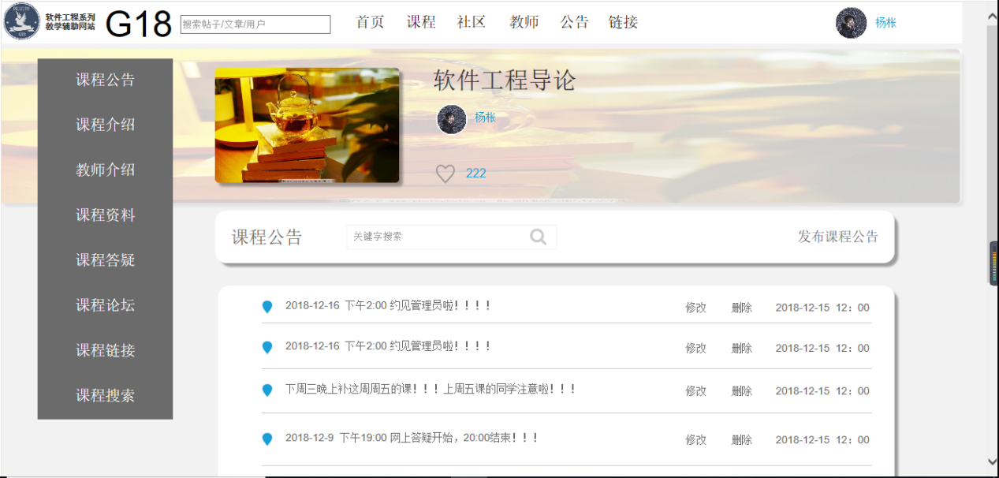 软件工程系列
教学辅助网站
G18
搜索帖子/文章/用户
首页 课程 社区 教师 公告 链接
杨枨
课程公告
课程介绍
教师介绍
课程资料
课程答疑
课程论坛
课程链接
课程搜索
软件工程导论
杨枨
222
课程公告
关键字搜索
发布课程公告
2018-12-16 下午2:00 约见管理员啦！！！！ 修改 删除 2018-12-15 12：00
2018-12-16 下午2:00 约见管理员啦！！！！ 修改 删除 2018-12-15 12：00
下周三晚上补这周周五的课！！！上周五课的同学注意啦！！！ 修改 删除 2018-12-15 12：00
2018-12-9 下午19:00 网上答疑开始，20:00结束！！！ 修改 删除 2018-12-15 12：00